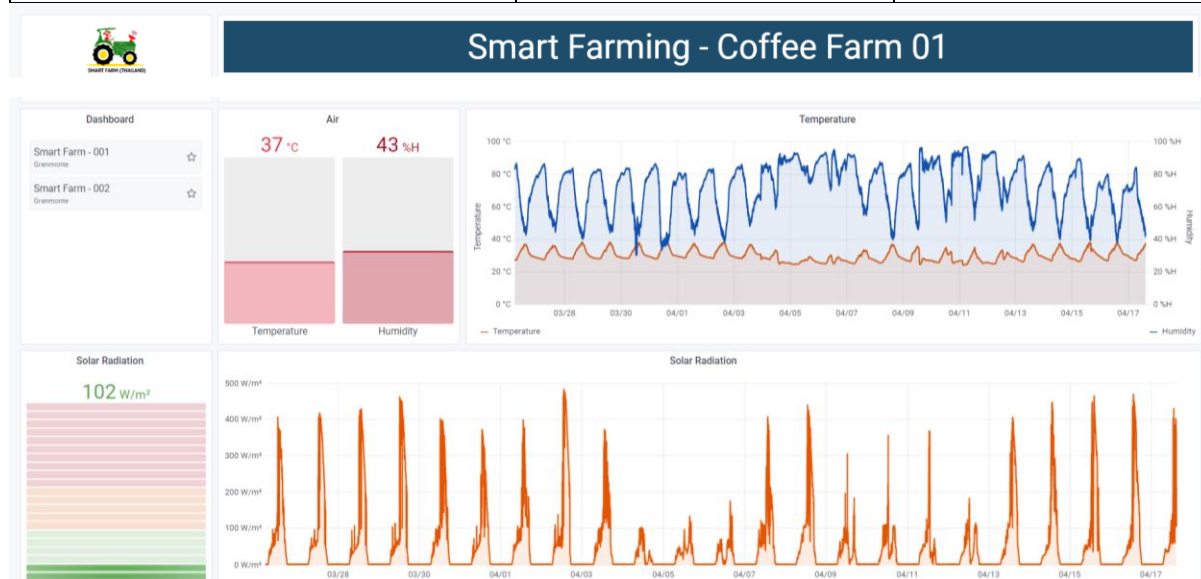 SMART FARM (THAILAND)
Smart Farming - Coffee Farm 01
Dashboard
Smart Farm - 001
Granmonte
Smart Farm - 002
Granmonte
Air
37 °C
43 %H
Temperature
Humidity
Temperature
100 °C
80 °C
60 °C
40 °C
20 °C
0 °C
Temperature
100 %H
80 %H
60 %H
40 %H
20 %H
0 %H
Humidity
03/28 03/30 04/01 04/03 04/05 04/07 04/09 04/11 04/13 04/15 04/17
Temperature
Humidity
Solar Radiation
102 W/m²
Solar Radiation
500 W/m²
400 W/m²
300 W/m²
200 W/m²
100 W/m²
0 W/m²
03/28 03/30 04/01 04/03 04/05 04/07 04/09 04/11 04/13 04/15 04/17